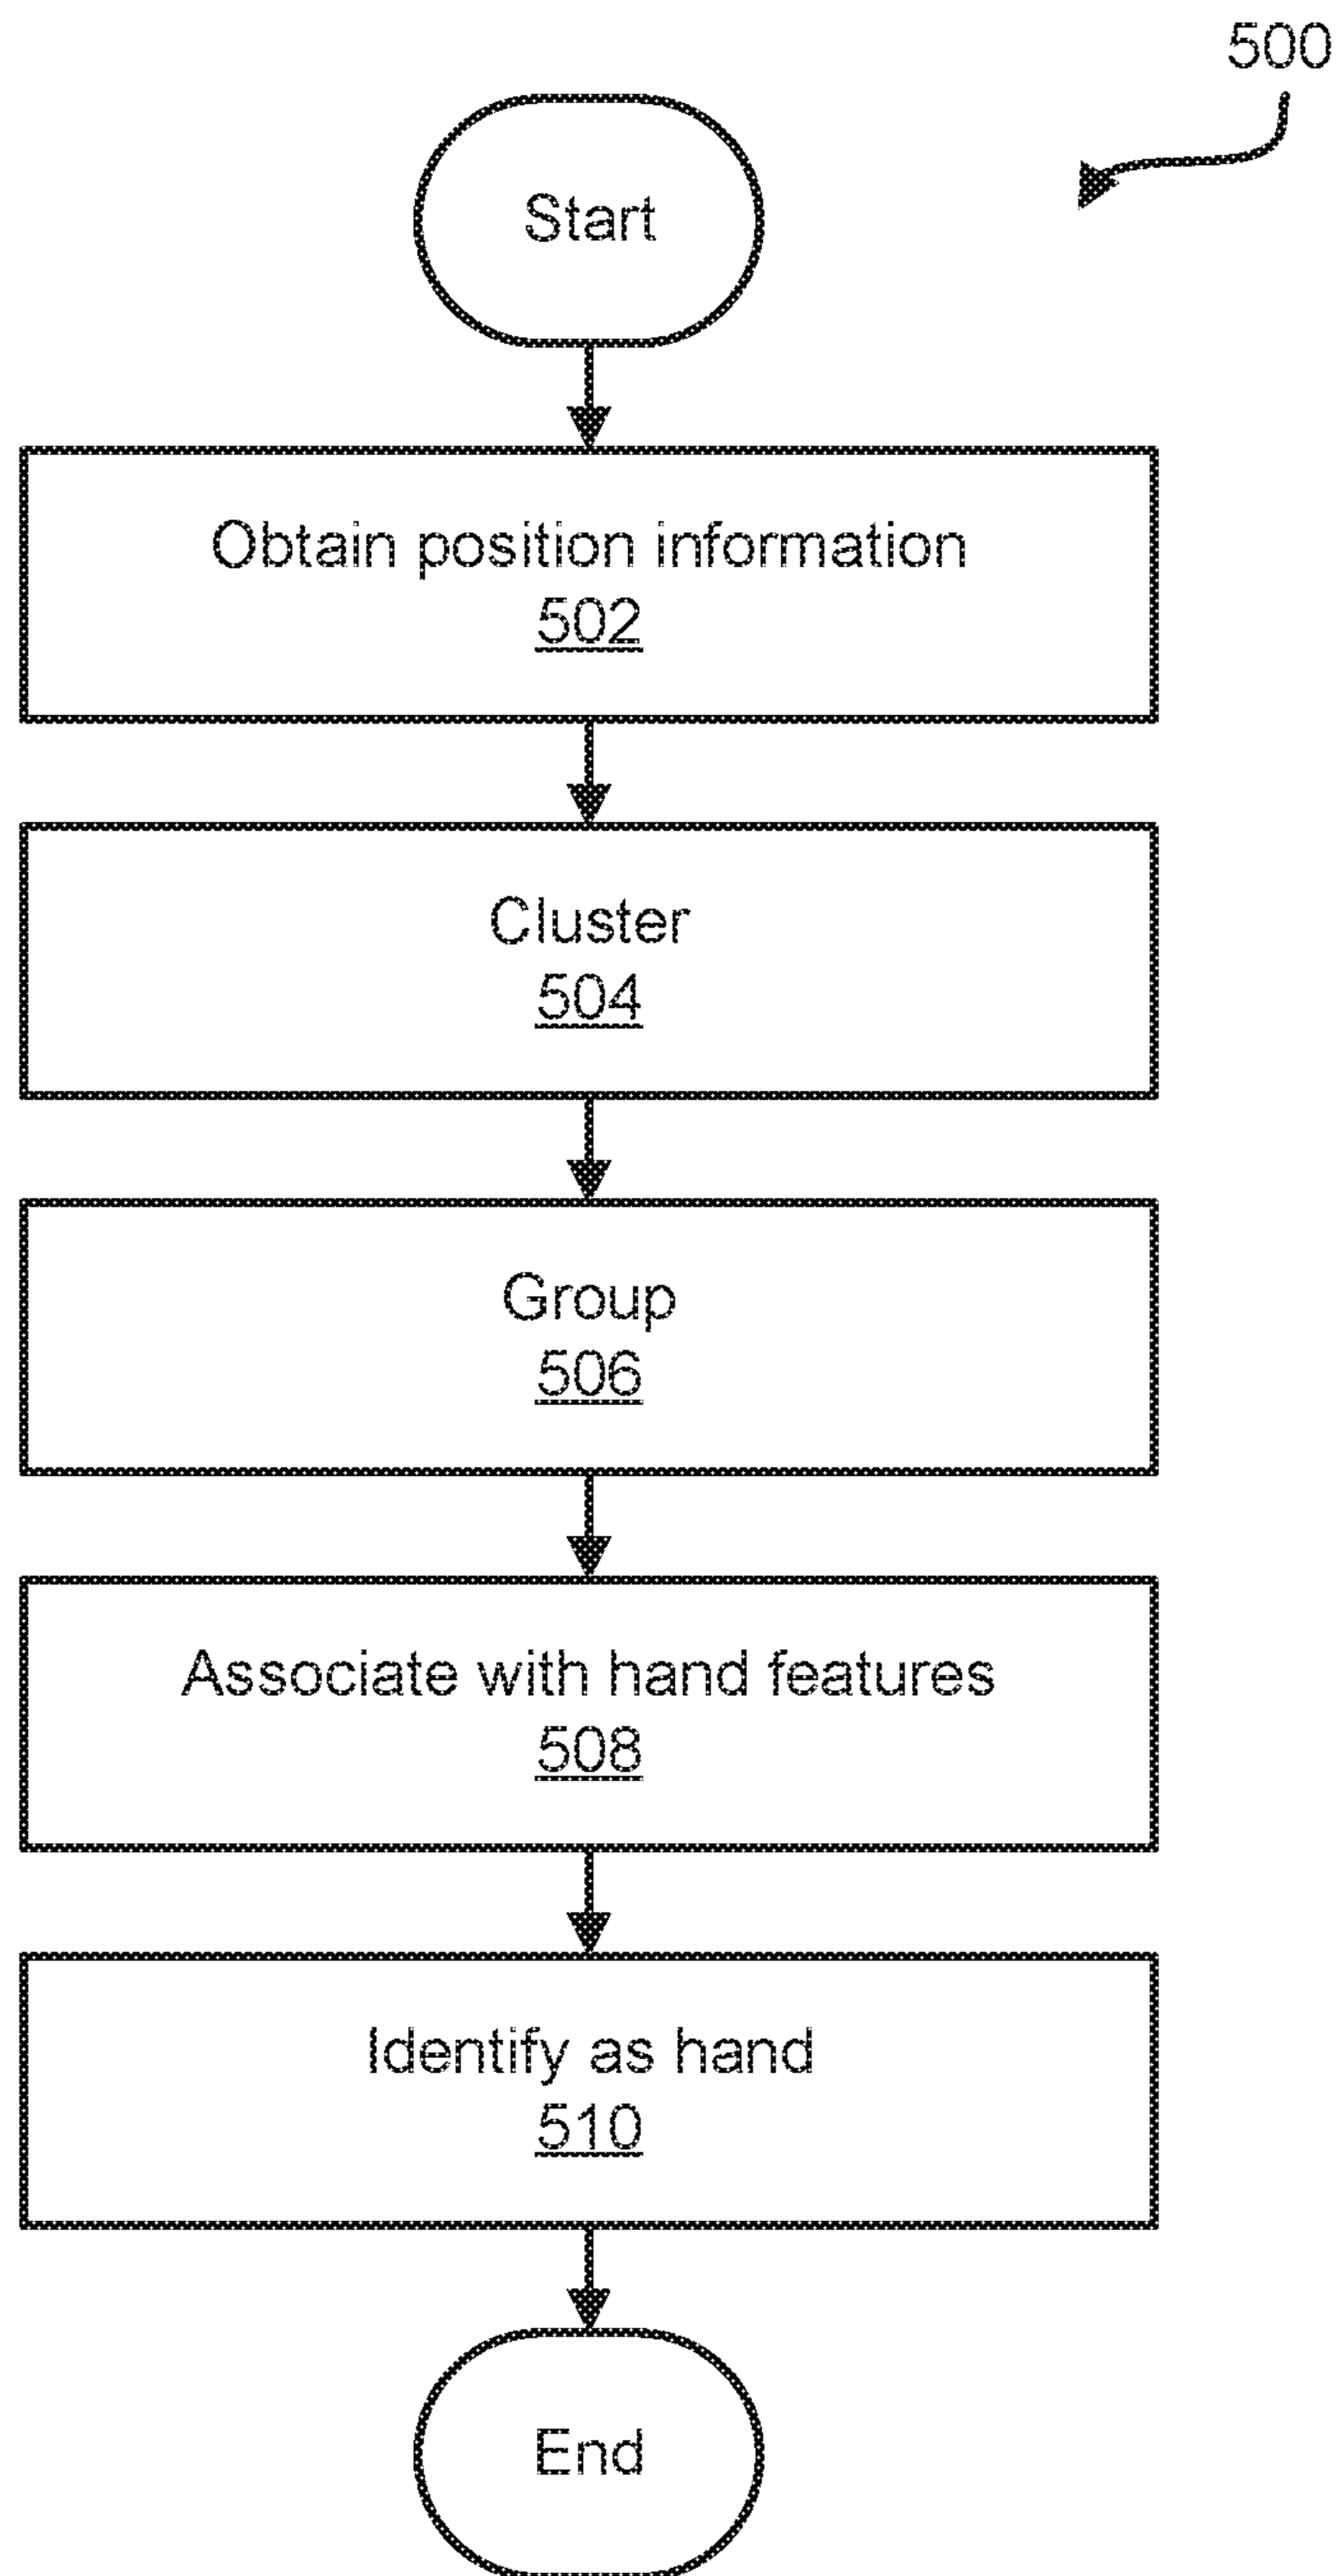 500
Start
Obtain position information
502
Cluster
504
Group
506
Associate with hand features
508
Identify as hand
510
End